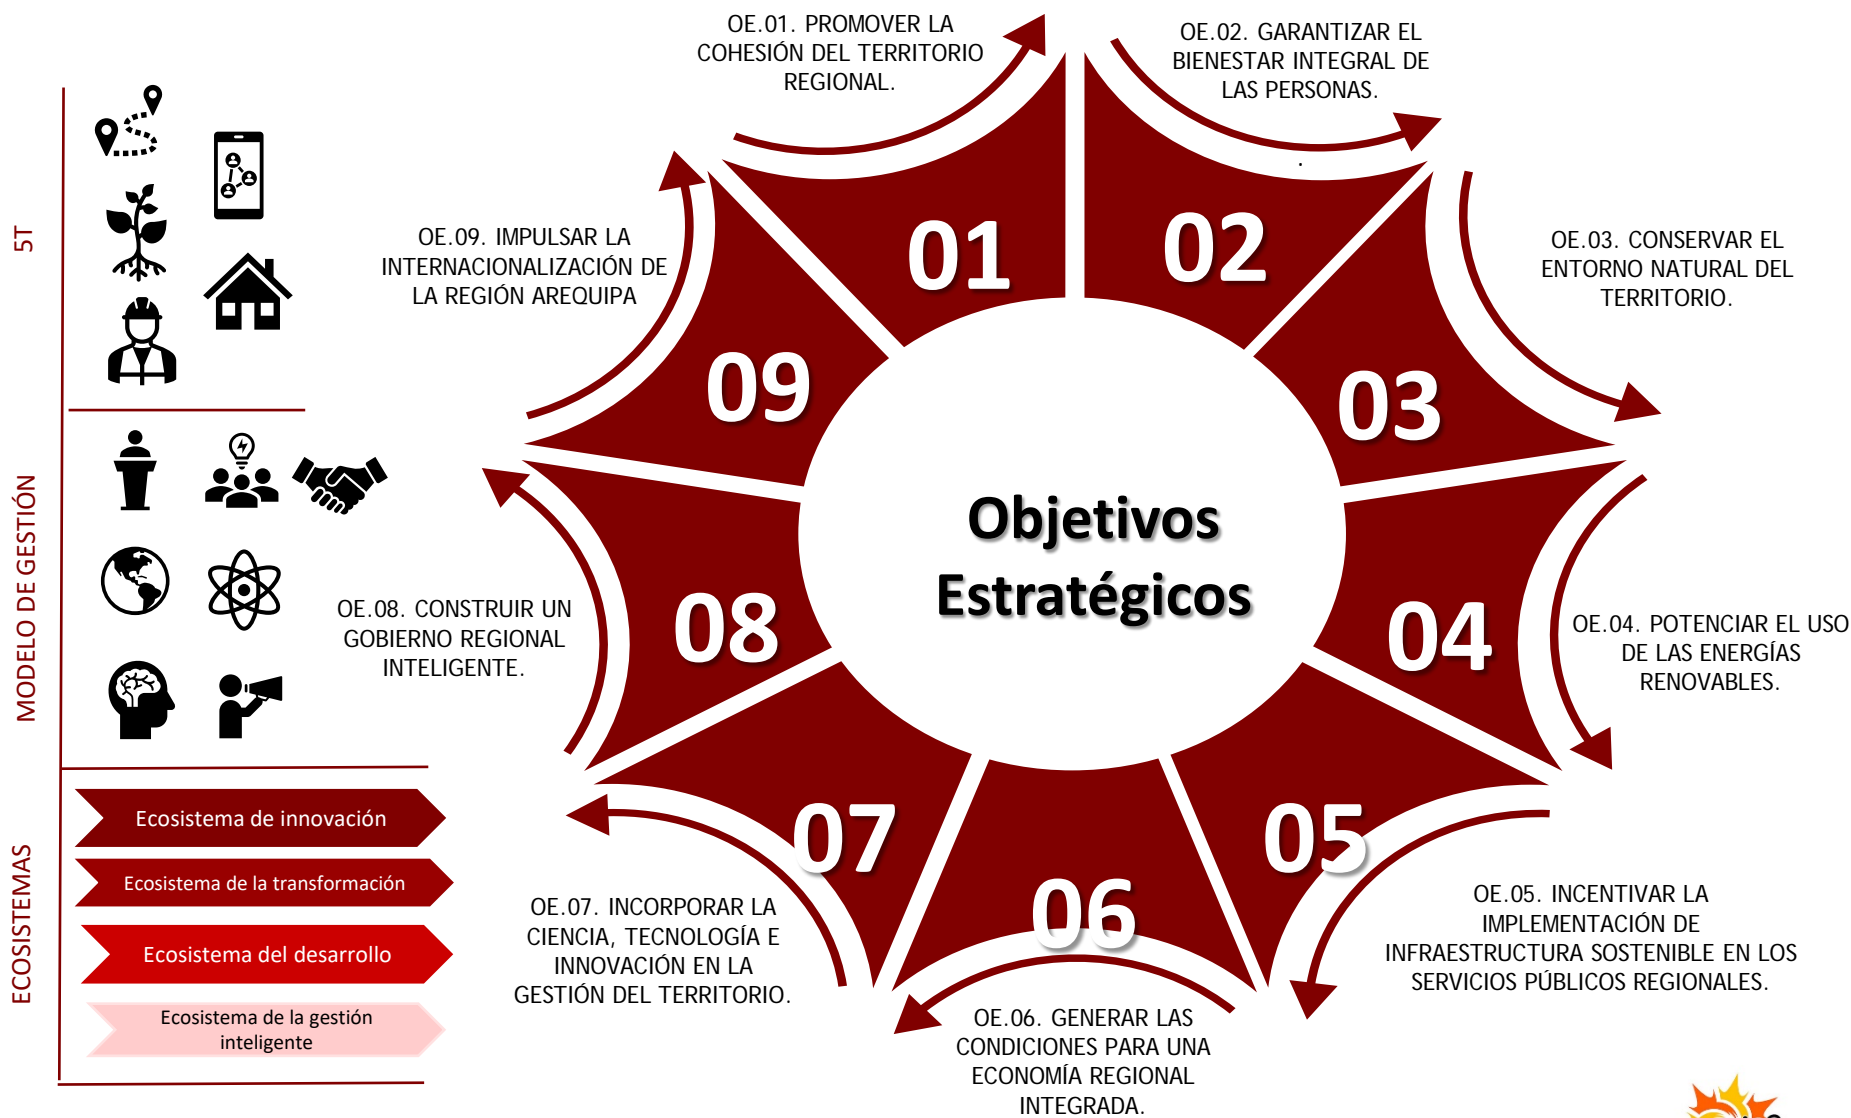 OE.01. PROMOVER LA
COHESIÓN DEL TERRITORIO
REGIONAL.
OE.02. GARANTIZAR EL
BIENESTAR INTEGRAL DE
LAS PERSONAS.
.
OE.03. CONSERVAR EL
ENTORNO NATURAL DEL
TERRITORIO.
OE.04. POTENCIAR EL USO
DE LAS ENERGÍAS
RENOVABLES.
OE.05. INCENTIVAR LA
IMPLEMENTACIÓN DE
INFRAESTRUCTURA SOSTENIBLE EN LOS
SERVICIOS PÚBLICOS REGIONALES.
OE.06. GENERAR LAS
CONDICIONES PARA UNA
ECONOMÍA REGIONAL
INTEGRADA.
OE.07. INCORPORAR LA
CIENCIA, TECNOLOGÍA E
INNOVACIÓN EN LA
GESTIÓN DEL TERRITORIO.
OE.08. CONSTRUIR UN
GOBIERNO REGIONAL
INTELIGENTE.
OE.09. IMPULSAR LA
INTERNACIONALIZACIÓN DE
LA REGIÓN AREQUIPA
01
02
03
04
05
06
07
08
09
Objetivos
Estratégicos
5T
MODELO DE GESTIÓN
ECOSISTEMAS
Ecosistema de innovación
Ecosistema de la transformación
Ecosistema del desarrollo
Ecosistema de la gestión
inteligente